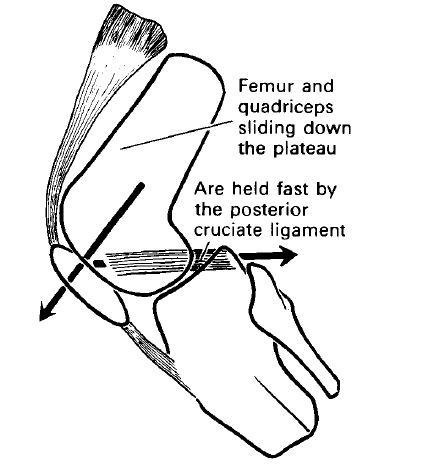 Femur and
quadriceps
sliding down
the plateau
Are held fast by
the posterior
cruciate ligament